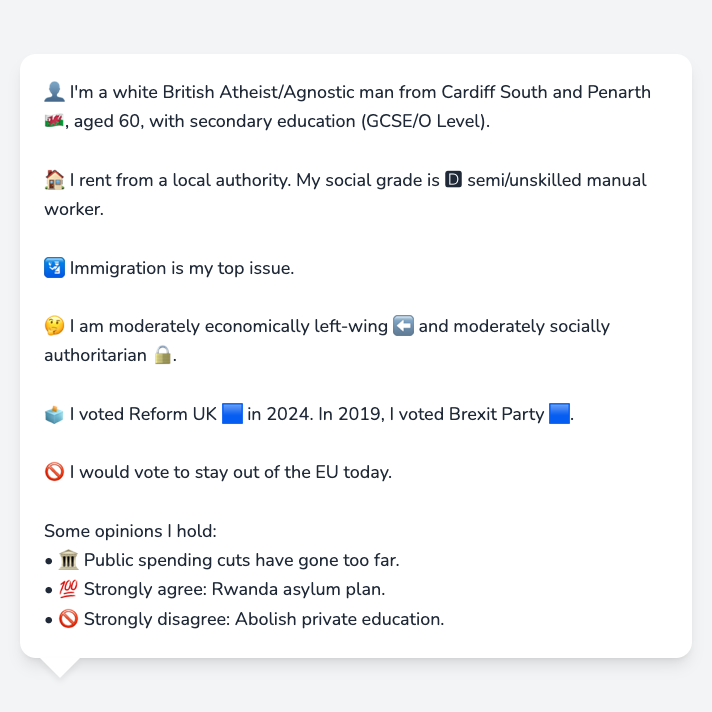 👤 I'm a white British Atheist/Agnostic man from Cardiff South and Penarth
🏴󠁧󠁢󠁷󠁬󠁳󠁿, aged 60, with secondary education (GCSE/O Level).
🏠 I rent from a local authority. My social grade is 🅳 semi/unskilled manual
worker.
🛂 Immigration is my top issue.
🤔 I am moderately economically left-wing ⬅️ and moderately socially
authoritarian 🔒.
🗳️ I voted Reform UK 🟦 in 2024. In 2019, I voted Brexit Party 🟦.
🚫 I would vote to stay out of the EU today.
Some opinions I hold:
• 🏛️ Public spending cuts have gone too far.
• 💯 Strongly agree: Rwanda asylum plan.
• 🚫 Strongly disagree: Abolish private education.